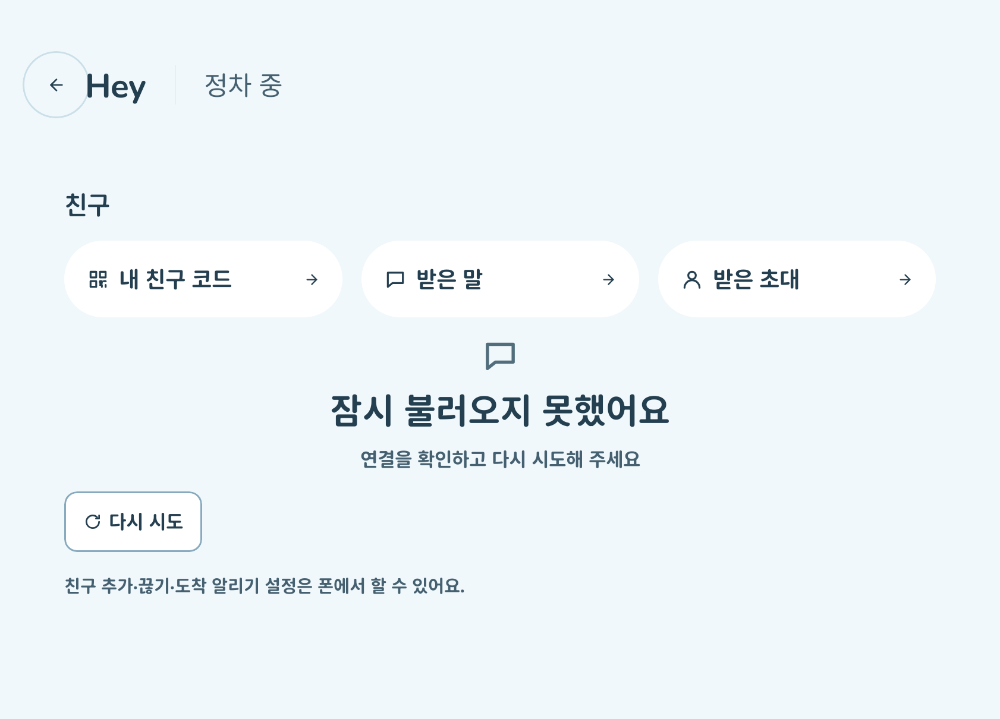 Hey
정차 중
친구
내 친구 코드
받은 말
받은 초대
잠시 불러오지 못했어요
연결을 확인하고 다시 시도해 주세요
다시 시도
친구 추가·끊기·도착 알리기 설정은 폰에서 할 수 있어요.